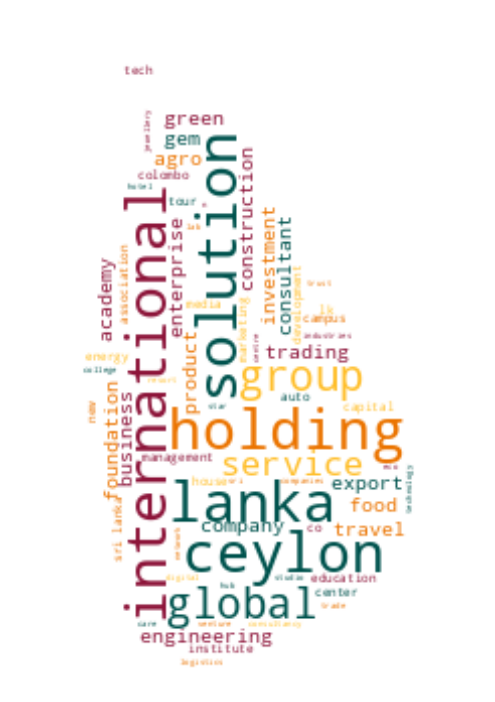 tech
jewellery
green
gem
agro
colombo
hotel
tour
solution
construction
international
enterprise
lab
investment
consultant
academy
association
development
trust
media
marketing
lk
campus
industries
centre
trading
energy
college
product
resort
group
foundation
business
new
star
auto
capital
holding
management
service
eco
technology
house
sri
companies
export
lanka
sri lanka
food
company
co
travel
network
ceylon
digital
studio
education
hub
center
global
trade
care
venture
consultancy
engineering
institute
logistics